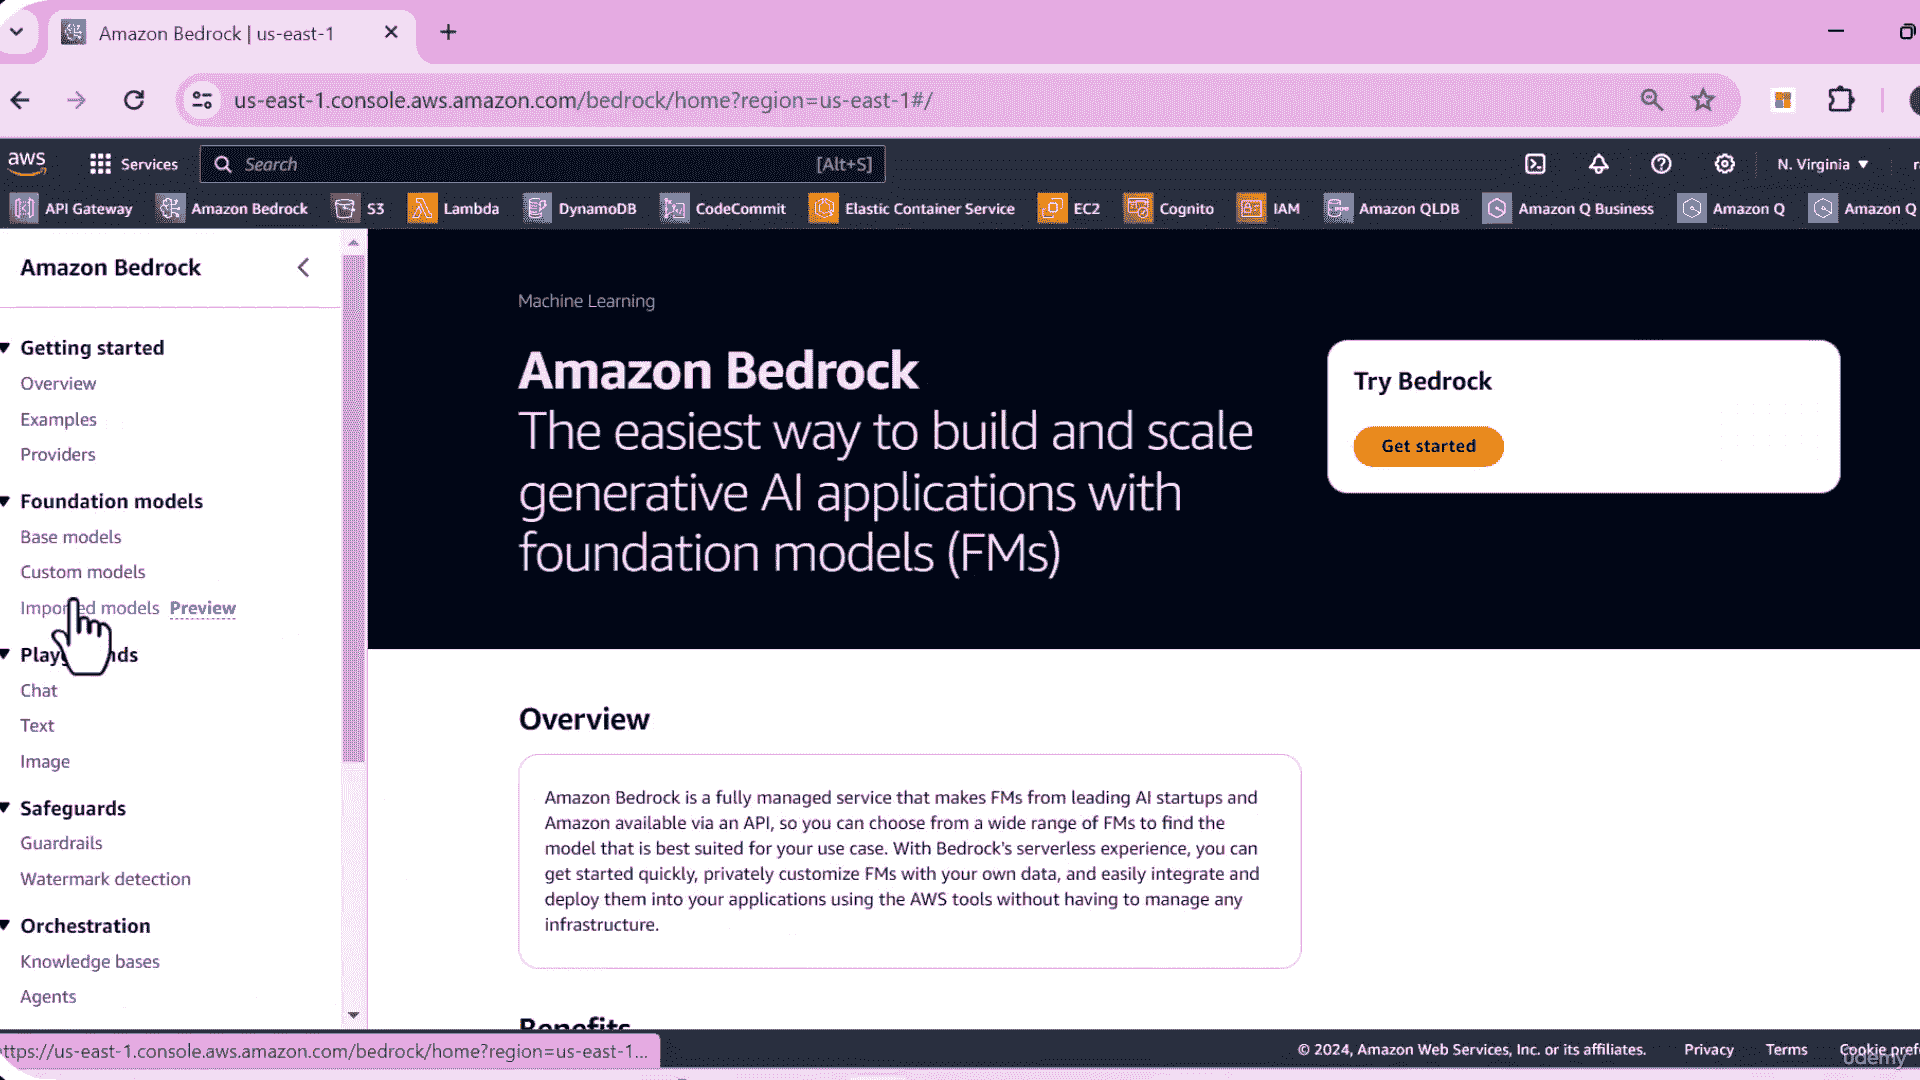 Amazon Bedrock | us-east-1
us-east-1.console.aws.amazon.com/bedrock/home?region=us-east-1#/
aws Services Search [Alt+S] N. Virginia
API Gateway Amazon Bedrock S3 Lambda DynamoDB CodeCommit Elastic Container Service EC2 Cognito IAM Amazon QLDB Amazon Q Business Amazon Q Amazon Q
Amazon Bedrock
Getting started
Overview
Examples
Providers
Foundation models
Base models
Custom models
models Preview
Chat
Text
Image
Safeguards
Guardrails
Watermark detection
Orchestration
Knowledge bases
Agents
Machine Learning
Amazon Bedrock
The easiest way to build and scale
generative AI applications with
foundation models (FMs)
Try Bedrock
Get started
Overview
Amazon Bedrock is a fully managed service that makes FMs from leading AI startups and
Amazon available via an API, so you can choose from a wide range of FMs to find the
model that is best suited for your use case. With Bedrock's serverless experience, you can
get started quickly, privately customize FMs with your own data, and easily integrate and
deploy them into your applications using the AWS tools without having to manage any
infrastructure.
Benefits
ttps://us-east-1.console.aws.amazon.com/bedrock/home?region=us-east-1...
© 2024, Amazon Web Services, Inc. or its affiliates. Privacy Terms Cookie pref
udemy